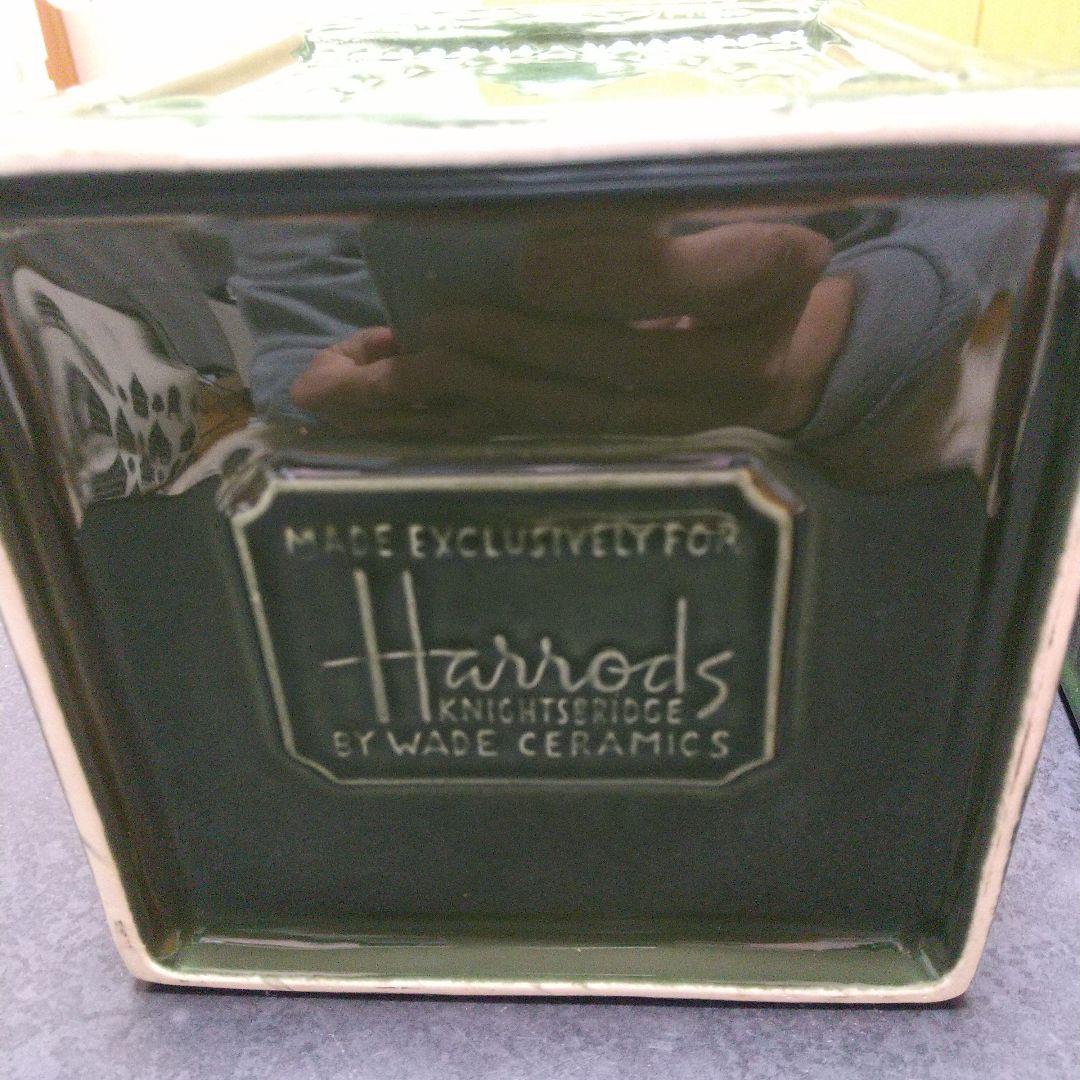 MADE EXCLUSIVELY FOR
Harrods
KNIGHTSBRIDGE
BY WADE CERAMICS